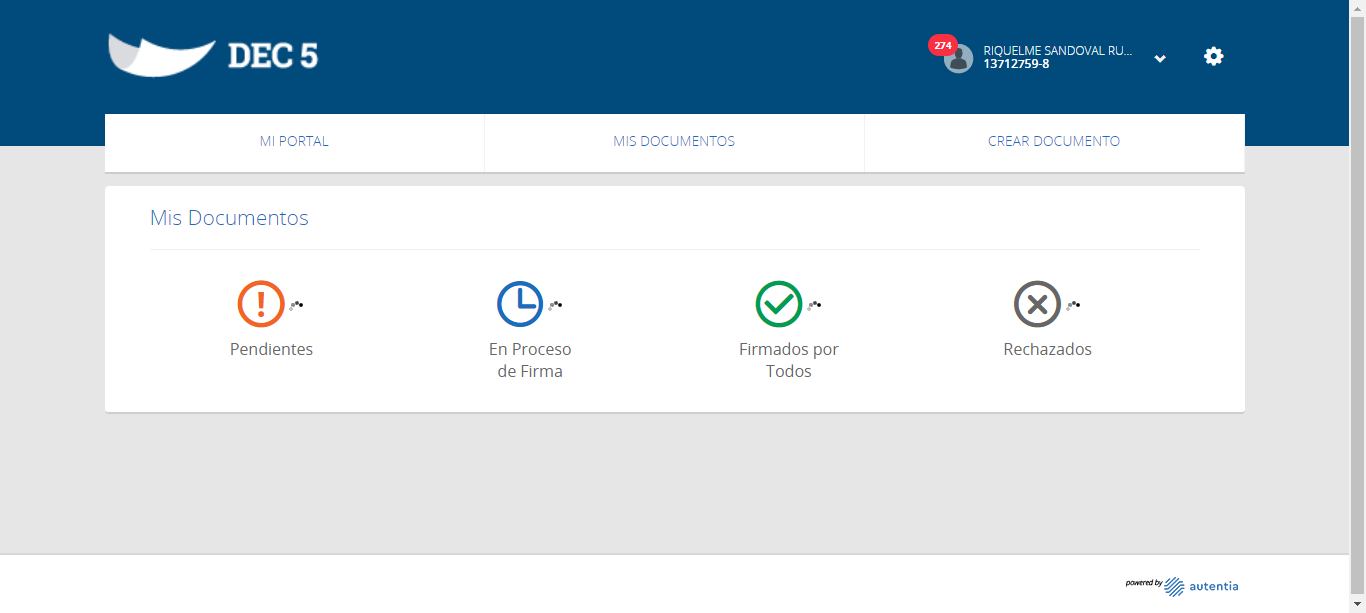 DEC 5
274
RIQUELME SANDOVAL RU...
13712759-8
MI PORTAL
MIS DOCUMENTOS
CREAR DOCUMENTO
Mis Documentos
Pendientes
En Proceso
de Firma
Firmados por
Todos
Rechazados
powered by
autentia